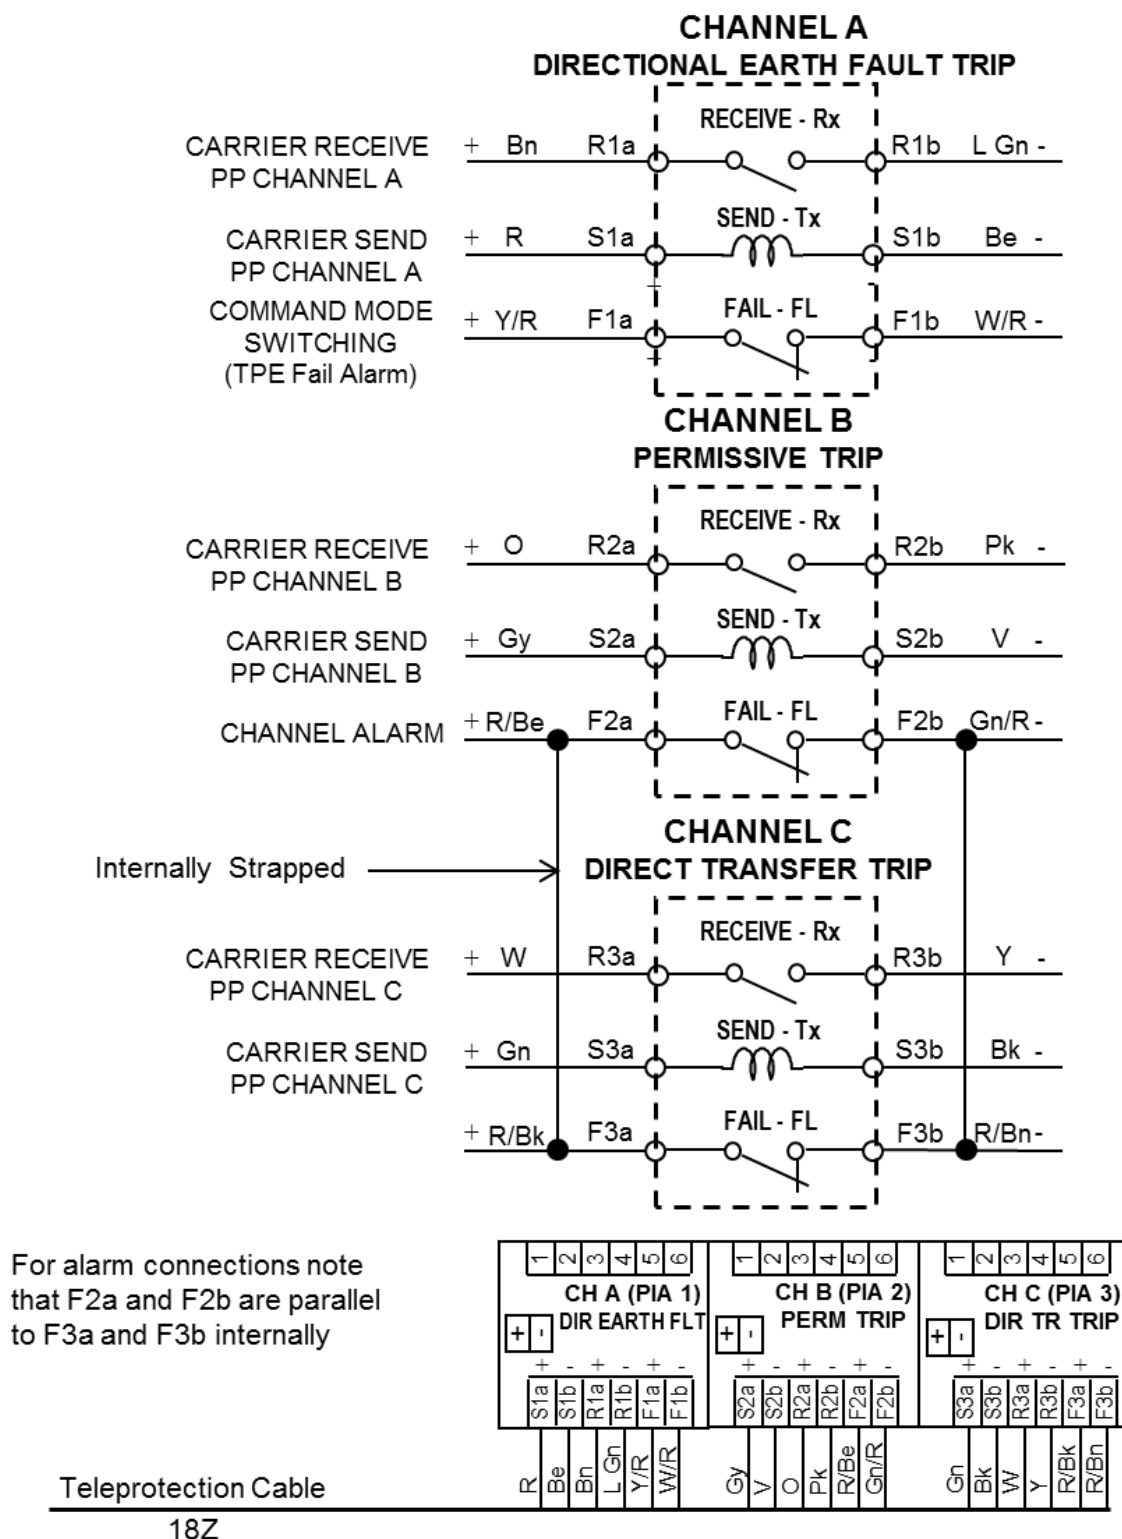 CHANNEL A
DIRECTIONAL EARTH FAULT TRIP
RECEIVE - Rx
CARRIER RECEIVE
PP CHANNEL A
+ Bn R1a R1b L Gn -
SEND - Tx
CARRIER SEND
PP CHANNEL A
+ R S1a S1b Be -
+ -
COMMAND MODE
SWITCHING
(TPE Fail Alarm)
FAIL - FL
+ Y/R F1a F1b W/R -
+ -
CHANNEL B
PERMISSIVE TRIP
RECEIVE - Rx
CARRIER RECEIVE
PP CHANNEL B
+ O R2a R2b Pk -
SEND - Tx
CARRIER SEND
PP CHANNEL B
+ Gy S2a S2b V -
FAIL - FL
CHANNEL ALARM
+ R/Be F2a F2b Gn/R -
CHANNEL C
DIRECT TRANSFER TRIP
Internally Strapped
RECEIVE - Rx
CARRIER RECEIVE
PP CHANNEL C
+ W R3a R3b Y -
SEND - Tx
CARRIER SEND
PP CHANNEL C
+ Gn S3a S3b Bk -
FAIL - FL
+ R/Bk F3a F3b R/Bn -
For alarm connections note
that F2a and F2b are parallel
to F3a and F3b internally
1 2 3 4 5 6
CH A (PIA 1)
DIR EARTH FLT
+ -
+ - + - + -
S1a S1b R1a R1b F1a F1b
R Be Bn L Gn Y/R W/R
1 2 3 4 5 6
CH B (PIA 2)
PERM TRIP
+ -
+ - + - + -
S2a S2b R2a R2b F2a F2b
Gy V O Pk R/Be Gn/R
1 2 3 4 5 6
CH C (PIA 3)
DIR TR TRIP
+ -
+ - + - + -
S3a S3b R3a R3b F3a F3b
Gn Bk W Y R/Bk R/Bn
Teleprotection Cable
18Z